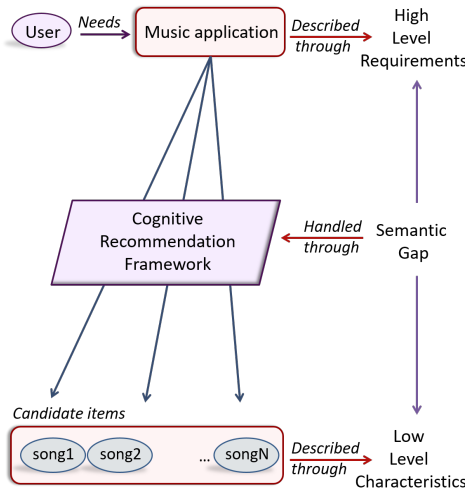 User
Needs
Music application
Described
through
High
Level
Requirements
Cognitive
Recommendation
Framework
Handled
through
Semantic
Gap
Candidate items
song1
song2
... songN
Described
through
Low
Level
Characteristics